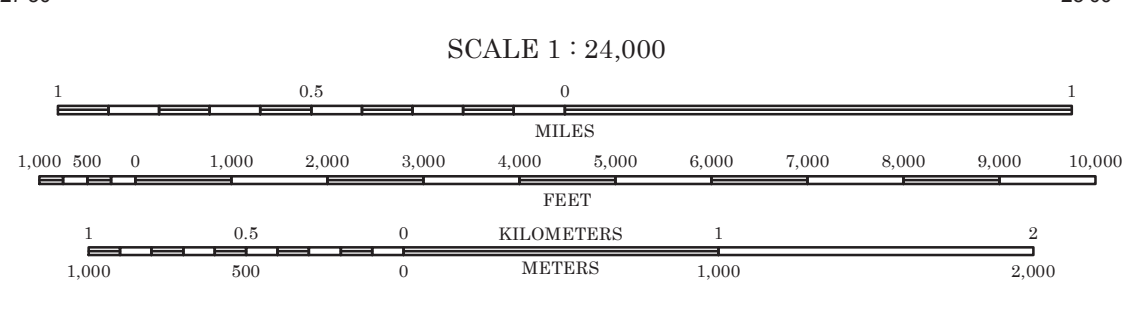 SCALE 1 : 24,000
1 0.5 0 1
MILES
1,000 500 0 1,000 2,000 3,000 4,000 5,000 6,000 7,000 8,000 9,000 10,000
FEET
1 0.5 0 KILOMETERS 1 2
1,000 500 0 METERS 1,000 2,000